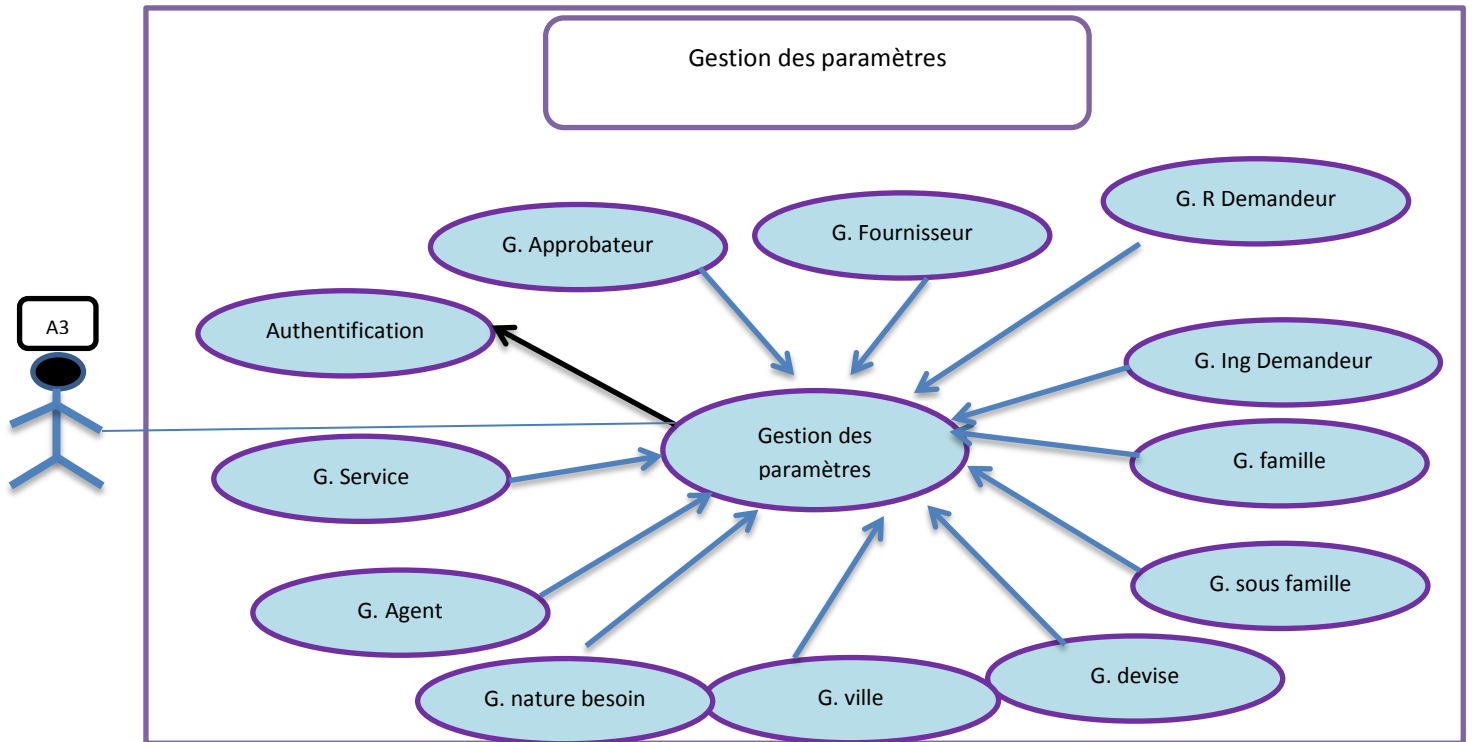 Gestion des paramètres
G. R Demandeur
G. Fournisseur
G. Approbateur
Authentification
A3
G. Ing Demandeur
Gestion des
paramètres
G. famille
G. Service
G. sous famille
G. Agent
G. devise
G. nature besoin
G. ville